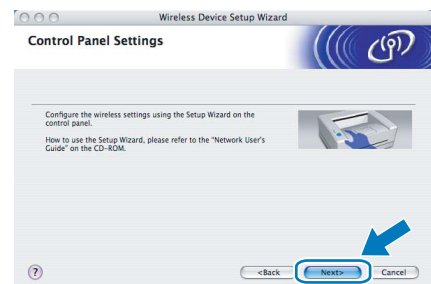 Wireless Device Setup Wizard
Control Panel Settings
Configure the wireless settings using the Setup Wizard on the
control panel.
How to use the Setup Wizard, please refer to the "Network User's
Guide" on the CD-ROM.
?
<Back
Next>
Cancel